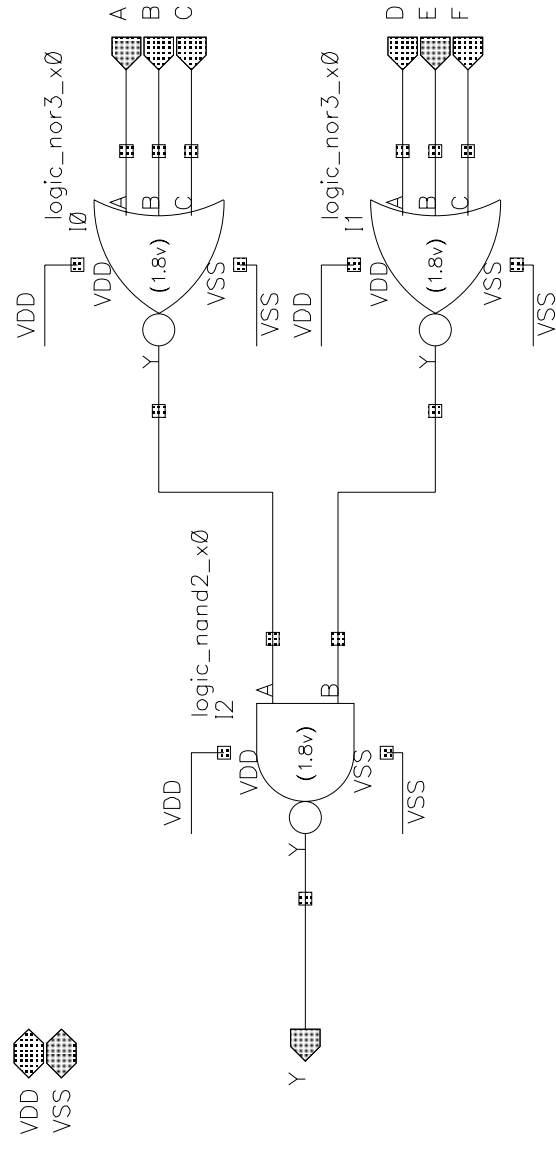 A
B
C
D
E
F
logic_nor3_x0
I0
A
B
C
VDD
VDD
(1.8v)
VSS
VSS
Y
logic_nor3_x0
I1
A
B
C
VDD
VDD
(1.8v)
VSS
VSS
Y
logic_nand2_x0
I2
A
B
VDD
VDD
(1.8v)
VSS
VSS
Y
Y
VDD
VSS